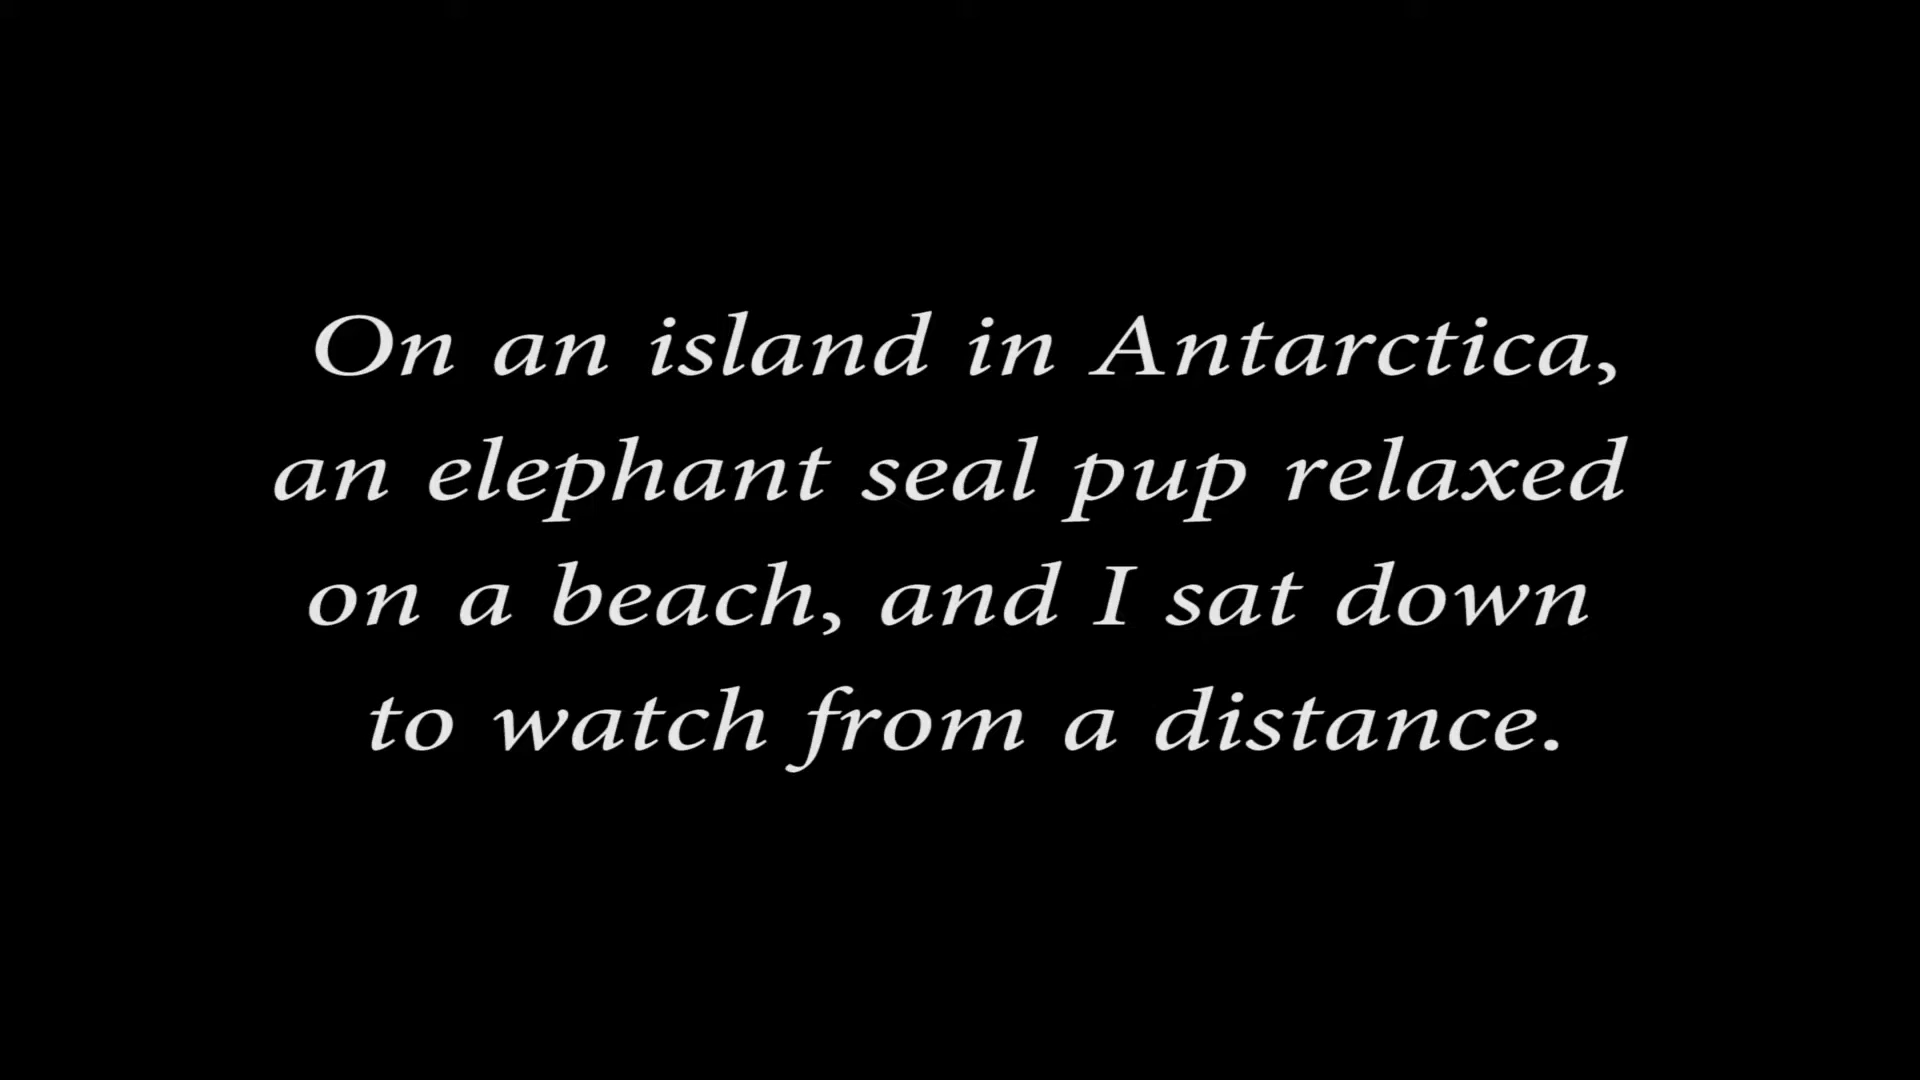 On an island in Antarctica,
an elephant seal pup relaxed
on a beach, and I sat down
to watch from a distance.